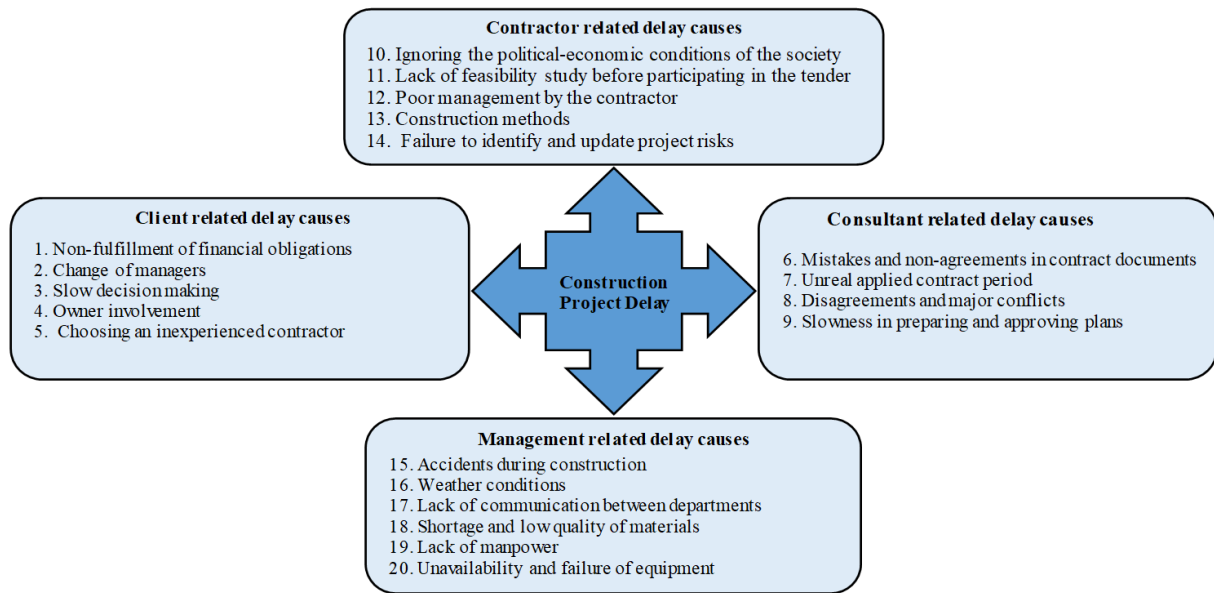 Contractor related delay causes
10. Ignoring the political-economic conditions of the society
11. Lack of feasibility study before participating in the tender
12. Poor management by the contractor
13. Construction methods
14. Failure to identify and update project risks
Client related delay causes
1. Non-fulfillment of financial obligations
2. Change of managers
3. Slow decision making
4. Owner involvement
5. Choosing an inexperienced contractor
Construction
Project Delay
Consultant related delay causes
6. Mistakes and non-agreements in contract documents
7. Unreal applied contract period
8. Disagreements and major conflicts
9. Slowness in preparing and approving plans
Management related delay causes
15. Accidents during construction
16. Weather conditions
17. Lack of communication between departments
18. Shortage and low quality of materials
19. Lack of manpower
20. Unavailability and failure of equipment